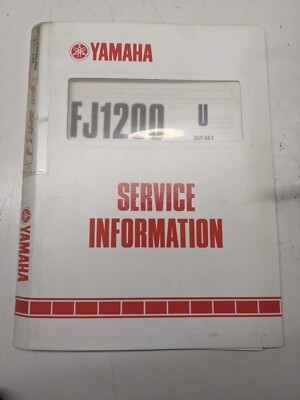 YAMAHA
FJ1200 U
SERVICE
INFORMATION
YAMAHA